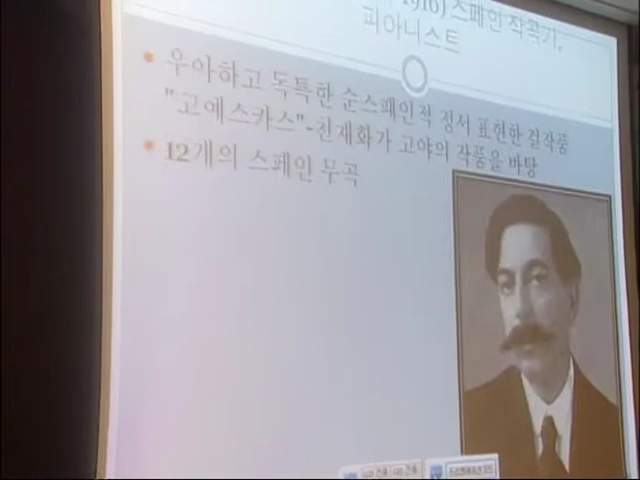 1916) 스페인 작곡가,
피아니스트
우아하고 독특한 순스페인적 정서 표현한 걸작품
"고예스카스"-천재화가 고야의 작품을 바탕
12개의 스페인 무곡